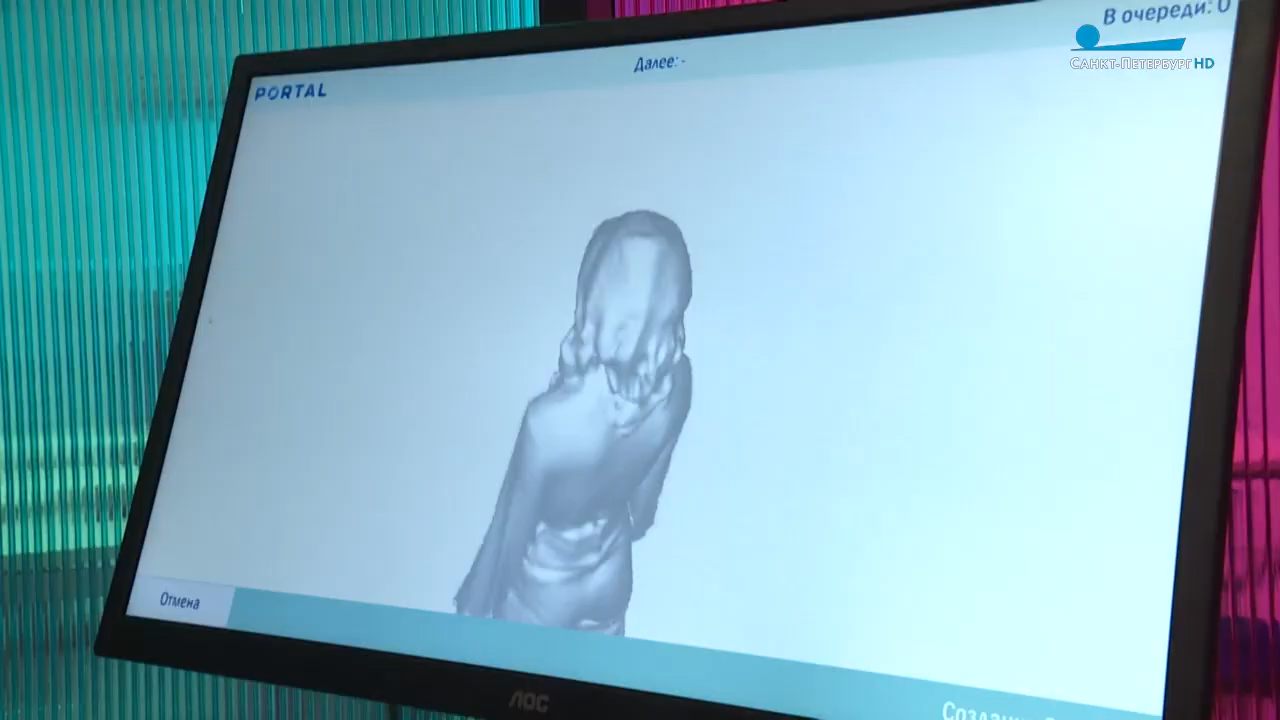 В очереди: 0
Санкт-Петербург HD
Далее: -
PORTAL
Отмена
AOC